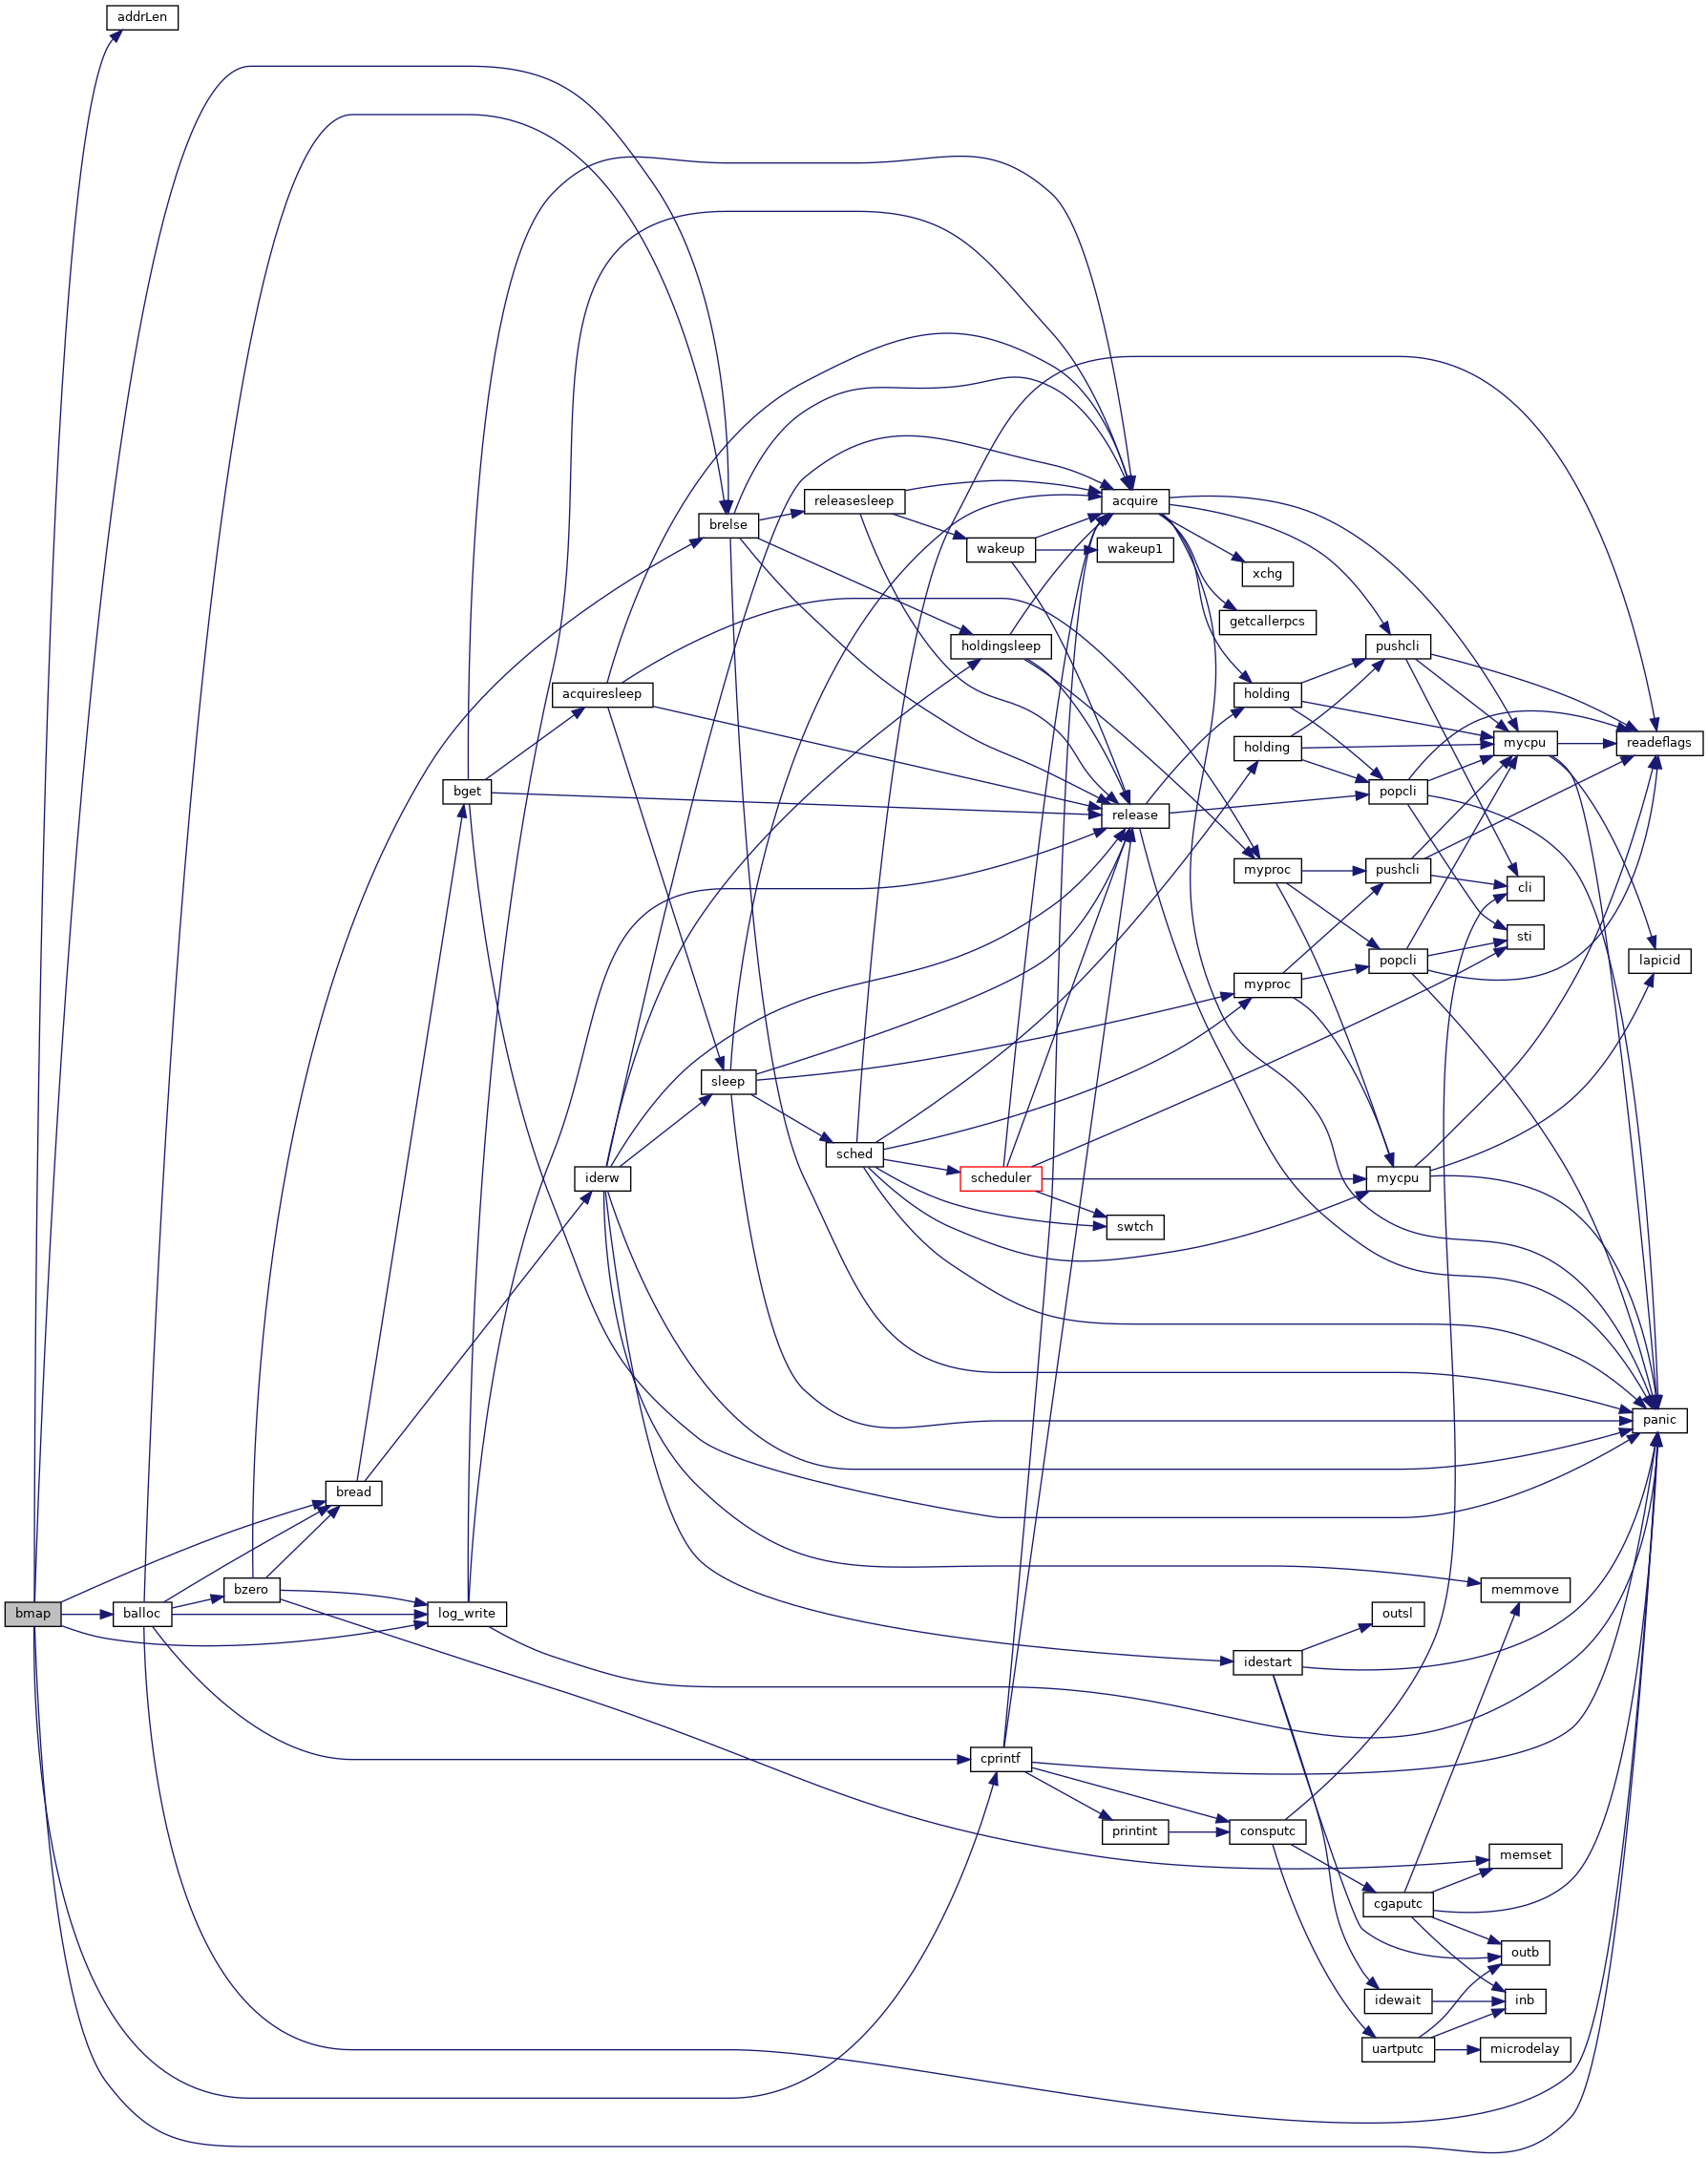 addrLen
releasesleep
acquire
brelse
wakeup
wakeup1
xchg
getcallerpcs
holdingsleep
pushcli
acquiresleep
holding
holding
mycpu
readeflags
bget
popcli
release
myproc
pushcli
cli
sti
popcli
lapicid
myproc
sleep
sched
iderw
scheduler
mycpu
swtch
panic
bread
bzero
memmove
bmap
balloc
log_write
outsl
idestart
cprintf
printint
consputc
memset
cgaputc
outb
idewait
inb
uartputc
microdelay